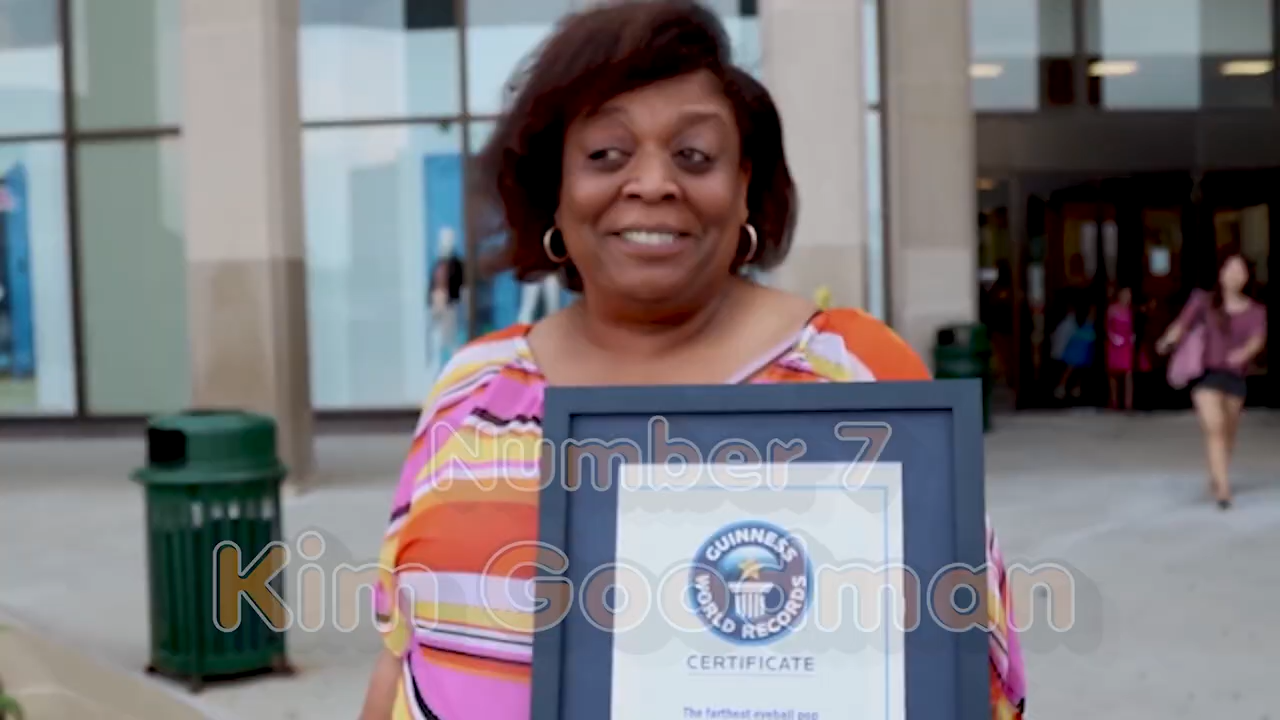 Number 7
Kim Goodman
GUINNESS
WORLD RECORDS
CERTIFICATE
The farthest eyeball pop